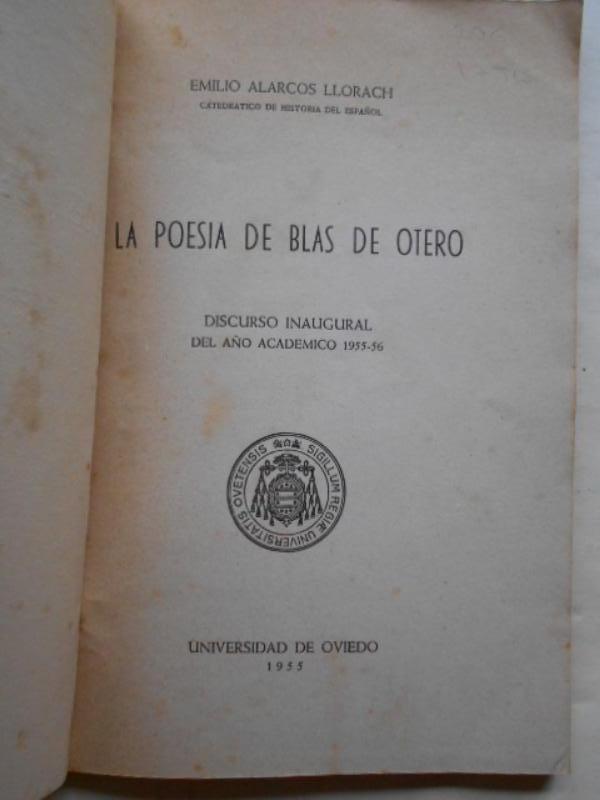 EMILIO ALARCOS LLORACH
CATEDRATICO DE HISTORIA DEL ESPAÑOL
LA POESIA DE BLAS DE OTERO
DISCURSO INAUGURAL
DEL AÑO ACADEMICO 1955-56
SIGILLUM REGIÆ UNIVERSITATIS OVETENSIS
UNIVERSIDAD DE OVIEDO
1955